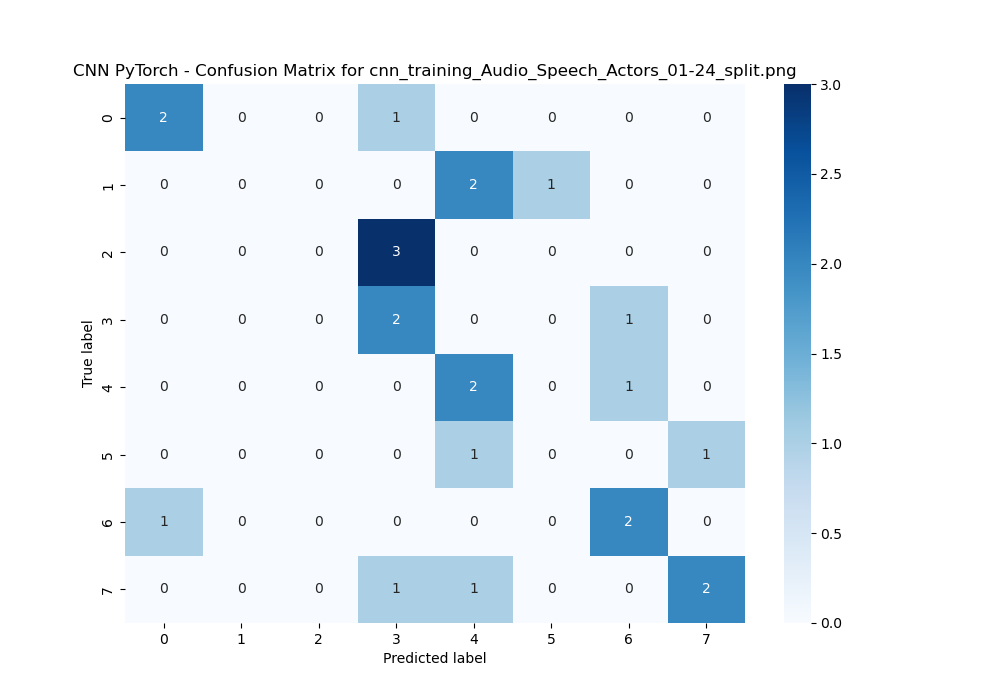 CNN PyTorch - Confusion Matrix for cnn_training_Audio_Speech_Actors_01-24_split.png
0 2 0 0 1 0 0 0 0
1 0 0 0 0 2 1 0 0
2 0 0 0 3 0 0 0 0
3 0 0 0 2 0 0 1 0
4 0 0 0 0 2 0 1 0
5 0 0 0 0 1 0 0 1
6 1 0 0 0 0 0 2 0
7 0 0 0 1 1 0 0 2
0 1 2 3 4 5 6 7
True label
Predicted label
3.0
2.5
2.0
1.5
1.0
0.5
0.0